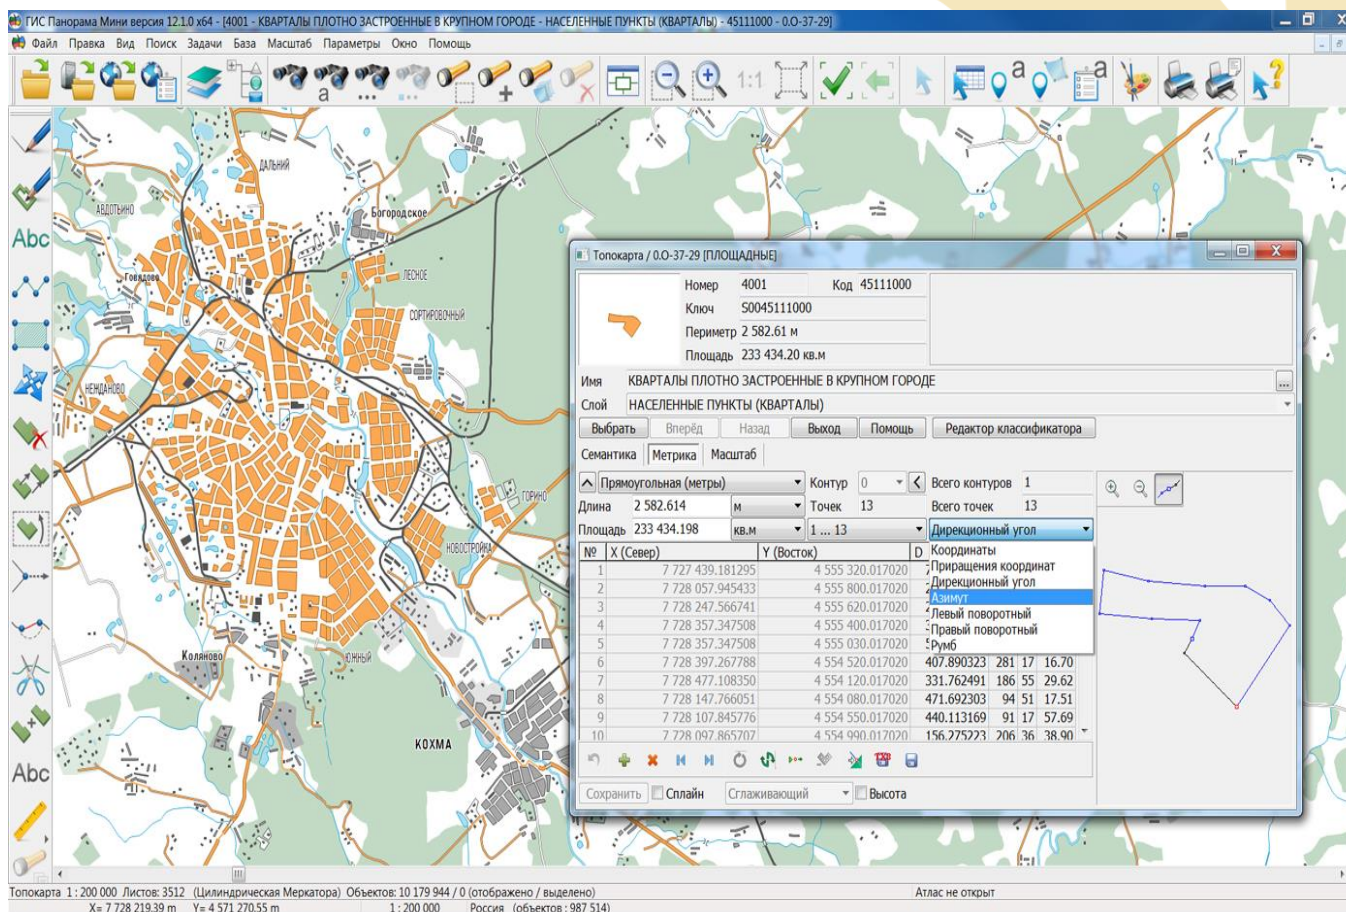 ГИС Панорама Мини версия 12.1.0 x64 - [4001 - КВАРТАЛЫ ПЛОТНО ЗАСТРОЕННЫЕ В КРУПНОМ ГОРОДЕ - НАСЕЛЕННЫЕ ПУНКТЫ (КВАРТАЛЫ) - 45111000 - 0.O-37-29]
Файл Правка Вид Поиск Задачи База Масштаб Параметры Окно Помощь
a 1:1 a a
Abc
Abc
ДАЛЬНИЙ
АВДОТЬИНО
Богородское
Говядово
ЛЕСНОЕ
СОРТИРОВОЧНЫЙ
НЕЖДАНОВО
ГОРИНО
НОВОСТРОЙКА
Коляново
ЮЖНЫЙ
КОХМА
Топокарта / 0.O-37-29 [ПЛОЩАДНЫЕ]
Номер 4001 Код 45111000
Ключ S0045111000
Периметр 2 582.61 м
Площадь 233 434.20 кв.м
Имя КВАРТАЛЫ ПЛОТНО ЗАСТРОЕННЫЕ В КРУПНОМ ГОРОДЕ ...
Слой НАСЕЛЕННЫЕ ПУНКТЫ (КВАРТАЛЫ)
Выбрать Вперёд Назад Выход Помощь Редактор классификатора
Семантика Метрика Масштаб
Прямоугольная (метры) Контур 0 Всего контуров 1
Длина 2 582.614 м Точек 13 Всего точек 13
Площадь 233 434.198 кв.м 1 ... 13 Дирекционный угол
№ X (Север) Y (Восток) D
Координаты
Приращения координат
Дирекционный угол
Азимут
Левый поворотный
Правый поворотный
Румб
1 7 727 439.181295 4 555 320.017020
2 7 728 057.945433 4 555 800.017020
3 7 728 247.566741 4 555 620.017020
4 7 728 357.347508 4 555 400.017020
5 7 728 357.347508 4 555 030.017020
6 7 728 397.267788 4 554 520.017020 407.890323 281 17 16.70
7 7 728 477.108350 4 554 120.017020 331.762491 186 55 29.62
8 7 728 147.766051 4 554 080.017020 471.692303 94 51 17.51
9 7 728 107.845776 4 554 550.017020 440.113169 91 17 57.69
10 7 728 097.865707 4 554 990.017020 156.275223 206 36 38.90
Сохранить Сплайн Сглаживающий Высота
Топокарта 1 : 200 000 Листов: 3512 (Цилиндрическая Меркатора) Объектов: 10 179 944 / 0 (отображено / выделено) Атлас не открыт
X= 7 728 219.39 m Y= 4 571 270.55 m 1 : 200 000 Россия (объектов : 987 514)